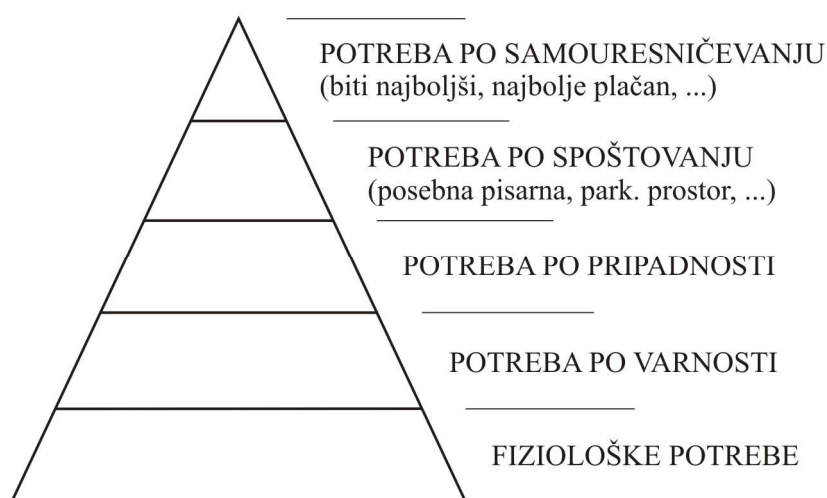 POTREBA PO SAMOURESNIČEVANJU
(biti najboljši, najbolje plačan, ...)
POTREBA PO SPOŠTOVANJU
(posebna pisarna, park. prostor, ...)
POTREBA PO PRIPADNOSTI
POTREBA PO VARNOSTI
FIZIOLOŠKE POTREBE